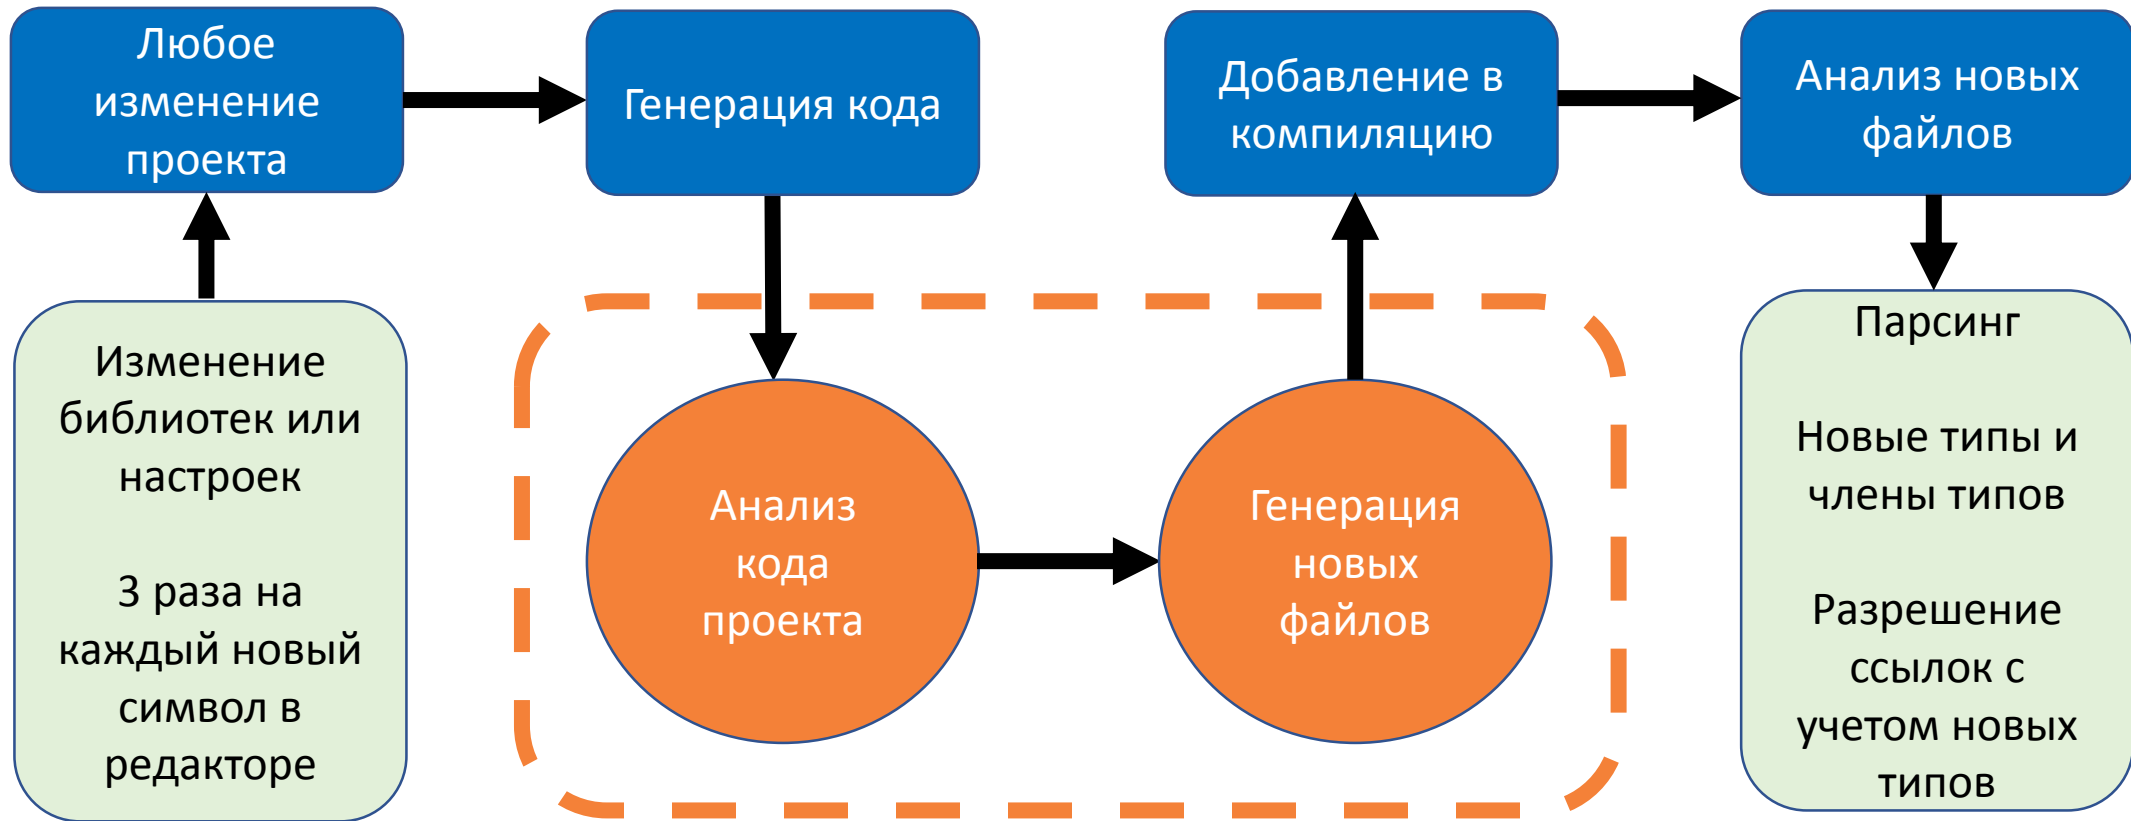 Любое
изменение
проекта
Генерация кода
Добавление в
компиляцию
Анализ новых
файлов
Изменение
библиотек или
настроек
3 раза на
каждый новый
символ в
редакторе
Анализ
кода
проекта
Генерация
новых
файлов
Парсинг
Новые типы и
члены типов
Разрешение
ссылок с
учетом новых
типов